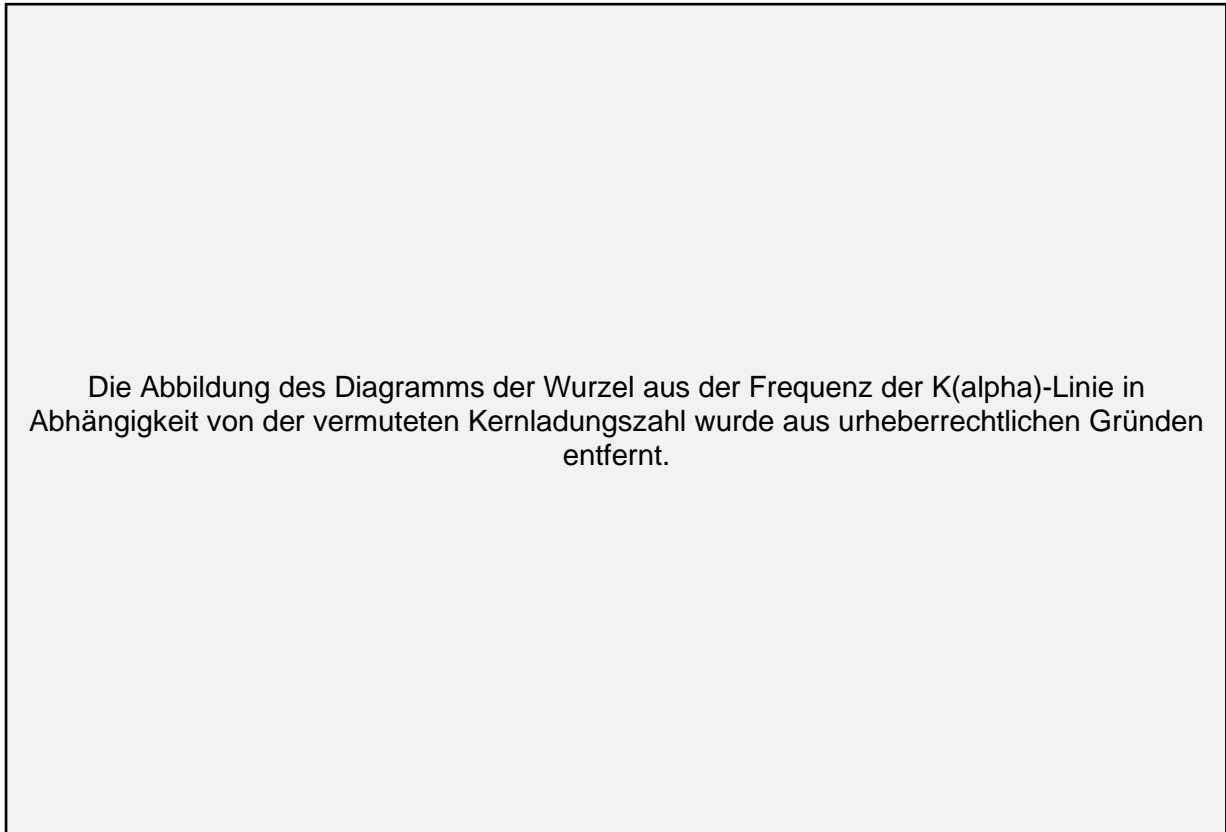 Die Abbildung des Diagramms der Wurzel aus der Frequenz der K(alpha)-Linie in
Abhängigkeit von der vermuteten Kernladungszahl wurde aus urheberrechtlichen Gründen
entfernt.